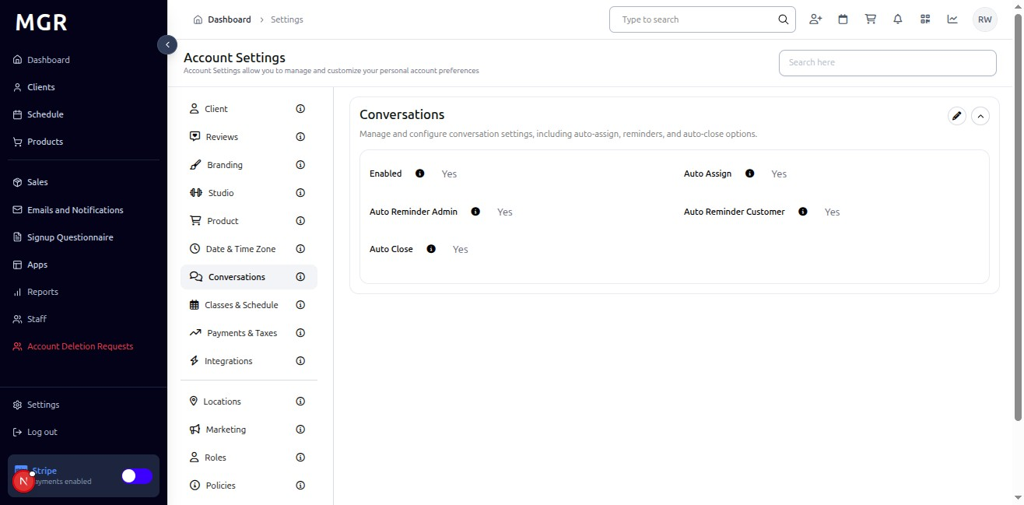 MGR
Dashboard
Clients
Schedule
Products
Sales
Emails and Notifications
Signup Questionnaire
Apps
Reports
Staff
Account Deletion Requests
Settings
Log out
Stripe
ayments enabled
N
Dashboard > Settings
Type to search
RW
Account Settings
Account Settings allow you to manage and customize your personal account preferences
Search here
Client
Reviews
Branding
Studio
Product
Date & Time Zone
Conversations
Classes & Schedule
Payments & Taxes
Integrations
Locations
Marketing
Roles
Policies
Conversations
Manage and configure conversation settings, including auto-assign, reminders, and auto-close options.
Enabled Yes
Auto Assign Yes
Auto Reminder Admin Yes
Auto Reminder Customer Yes
Auto Close Yes